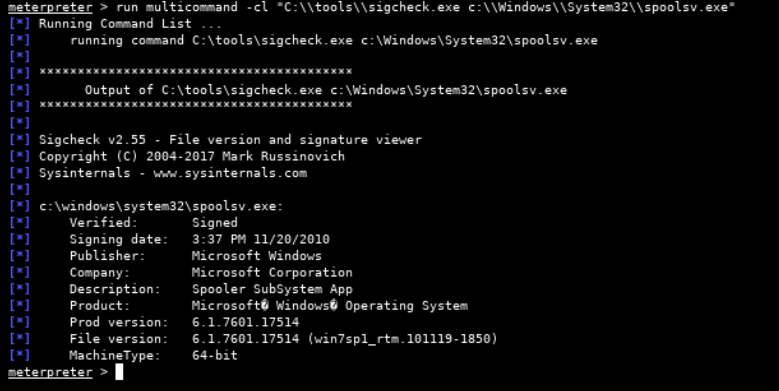 meterpreter > run multicommand -cl "C:\\tools\\sigcheck.exe c:\\Windows\\System32\\spoolsv.exe"
[*] Running Command List ...
[*]     running command C:\tools\sigcheck.exe c:\Windows\System32\spoolsv.exe
[*]
[*] *****************************************
[*]       Output of C:\tools\sigcheck.exe c:\Windows\System32\spoolsv.exe
[*] *****************************************
[*]
[*] Sigcheck v2.55 - File version and signature viewer
[*] Copyright (C) 2004-2017 Mark Russinovich
[*] Sysinternals - www.sysinternals.com
[*]
[*] c:\windows\system32\spoolsv.exe:
[*]     Verified:       Signed
[*]     Signing date:   3:37 PM 11/20/2010
[*]     Publisher:      Microsoft Windows
[*]     Company:        Microsoft Corporation
[*]     Description:    Spooler SubSystem App
[*]     Product:        Microsoft� Windows� Operating System
[*]     Prod version:   6.1.7601.17514
[*]     File version:   6.1.7601.17514 (win7sp1_rtm.101119-1850)
[*]     MachineType:    64-bit
meterpreter >